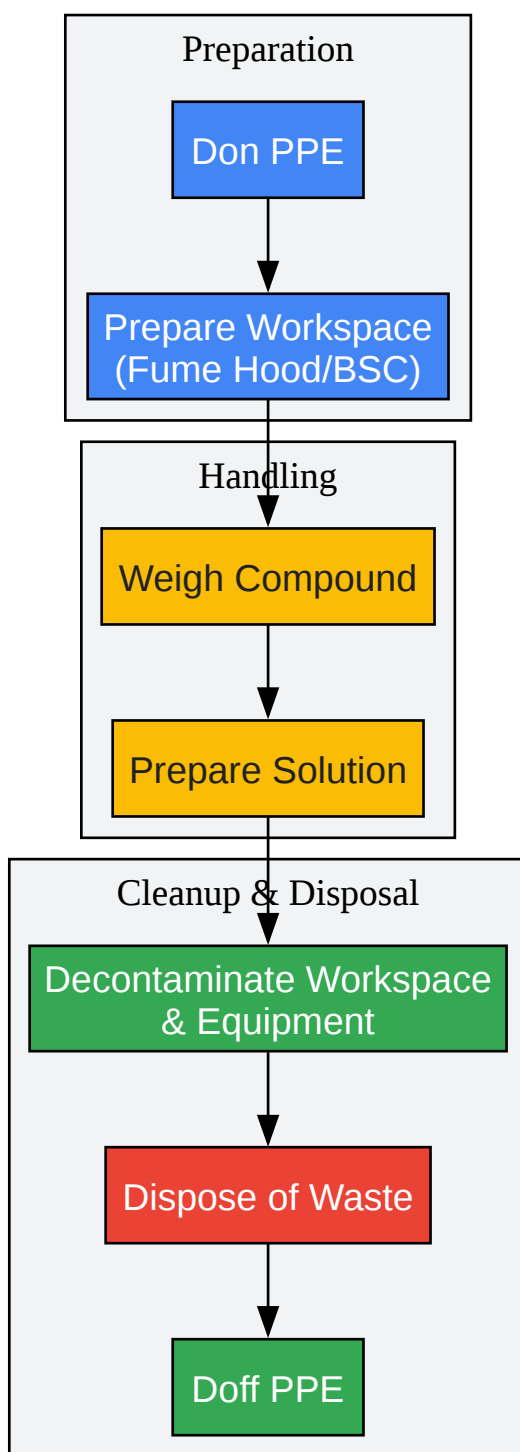 Preparation
Don PPE
Prepare Workspace
(Fume Hood/BSC)
Handling
Weigh Compound
Prepare Solution
Cleanup & Disposal
Decontaminate Workspace
& Equipment
Dispose of Waste
Doff PPE